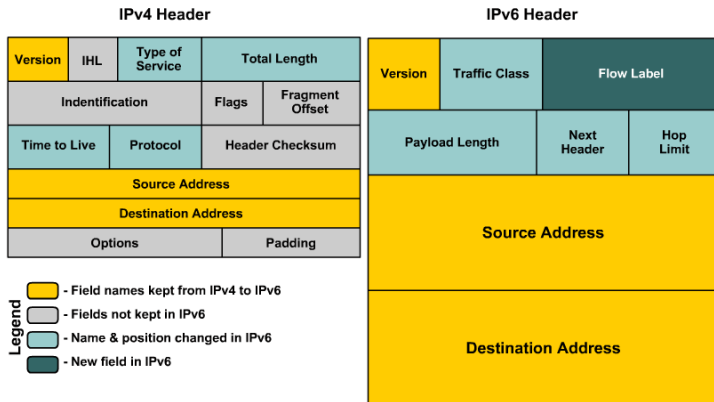 IPv4 Header
IPv6 Header
Version
IHL
Type of
Service
Total Length
Indentification
Flags
Fragment
Offset
Time to Live
Protocol
Header Checksum
Source Address
Destination Address
Options
Padding
Version
Traffic Class
Flow Label
Payload Length
Next
Header
Hop
Limit
Source Address
Destination Address
Legend
- Field names kept from IPv4 to IPv6
- Fields not kept in IPv6
- Name & position changed in IPv6
- New field in IPv6